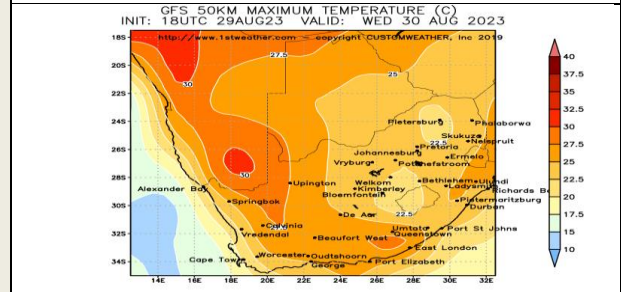 GFS 50KM MAXIMUM TEMPERATURE (C)
INIT: 18UTC 29AUG23 VALID: WED 30 AUG 2023
http://www.1stweather.com copyright CUSTOMWEATHER, Inc 2019
18S
20S
22S
24S
26S
28S
30S
32S
34S
27.5
30
25
Pietersburg
Phalaborwa
Skukuza
22.5
Nelspruit
Pretoria
Johannesburg
Ermelo
Vryburg
Potchefstroom
30
Alexander Ba
Upington
Welkom
Bethlehem
Ulundi
Kimberley
Ladysmith
Richards B
Bloemfontein
Springbok
Pietermaritzburg
Durban
De Aar
22.5
Calvinia
Vredendal
Beaufort West
Umtata
Port St Johns
Queenstown
East London
Cape Tow
Worcester
Oudtshoorn
George
Port Elizabeth
14E 16E 18E 20E 22E 24E 26E 28E 30E 32E
40
37.5
35
32.5
30
27.5
25
22.5
20
17.5
15
10